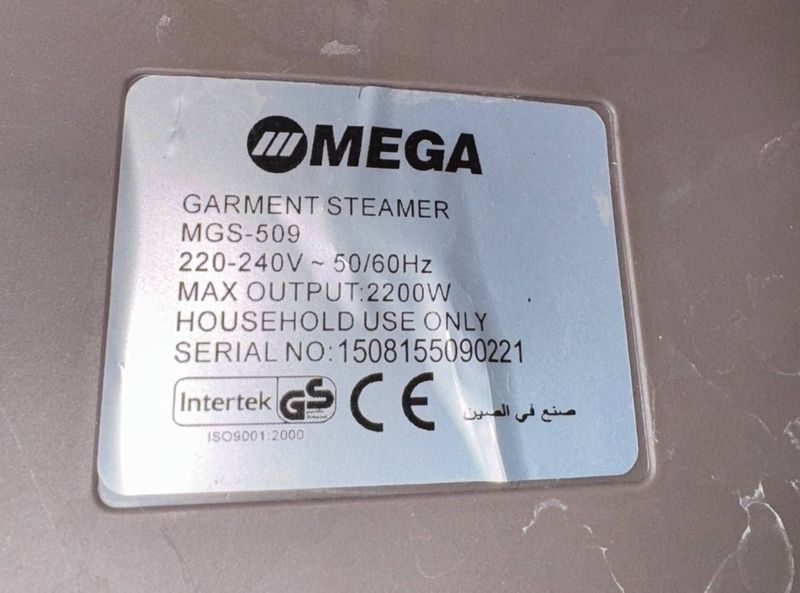 OMEGA
GARMENT STEAMER
MGS-509
220-240V ~ 50/60Hz
MAX OUTPUT:2200W
HOUSEHOLD USE ONLY
SERIAL NO:1508155090221
Intertek GS CE صنع في الصين
ISO9001:2000